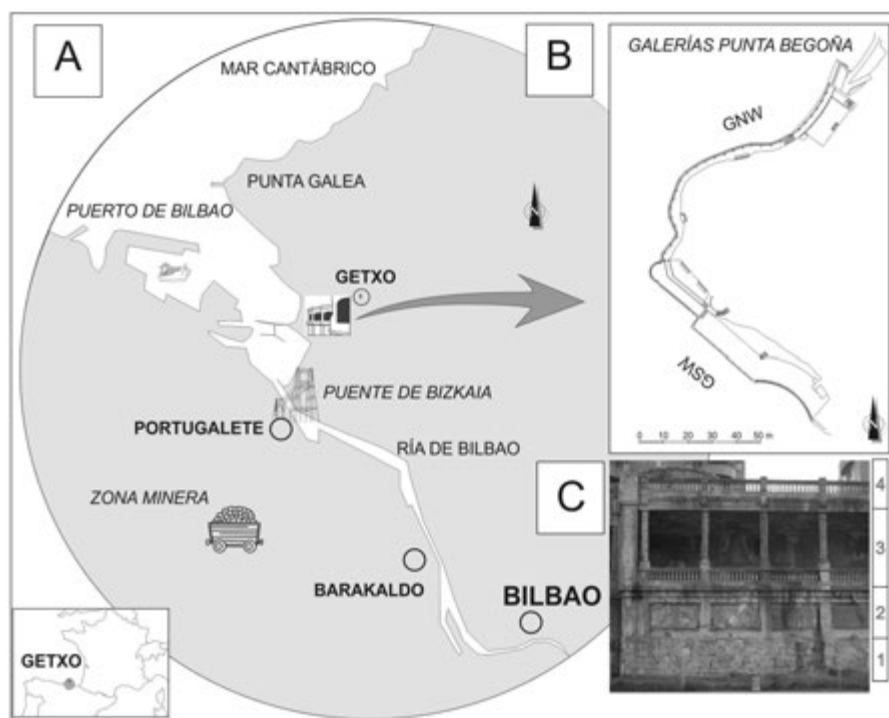 A
MAR CANTÁBRICO
PUNTA GALEA
PUERTO DE BILBAO
N
GETXO
PUENTE DE BIZKAIA
PORTUGALETE
RÍA DE BILBAO
ZONA MINERA
BARAKALDO
BILBAO
GETXO
B
GALERÍAS PUNTA BEGOÑA
GNW
GSW
0 10 20 30 40 50 m
N
C
4
3
2
1